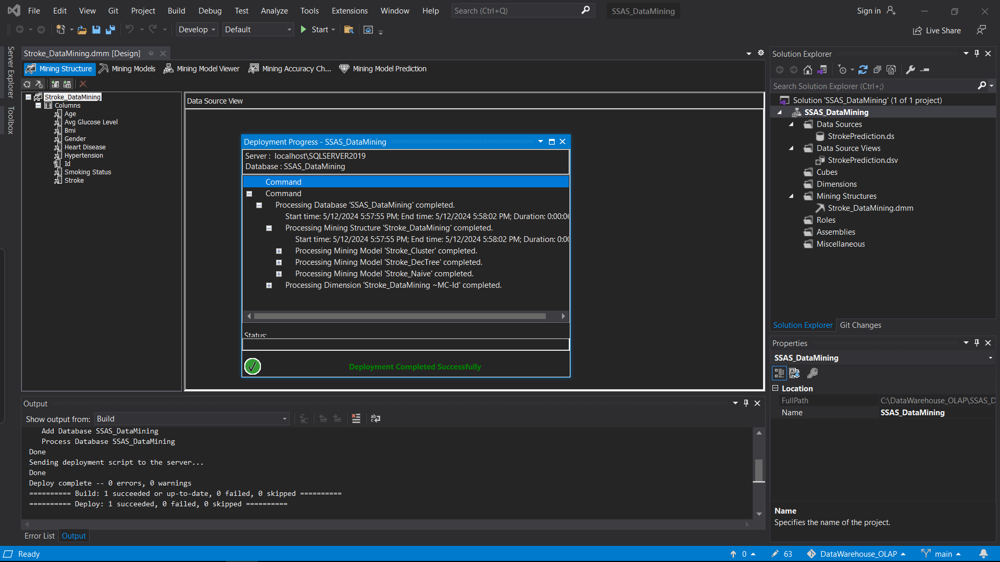 File Edit View Git Project Build Debug Test Analyze Tools Extensions Window Help Search (Ctrl+Q) SSAS_DataMining Sign in
Develop Default Start Live Share
Server Explorer
Toolbox
Stroke_DataMining.dmm [Design]
Mining Structure Mining Models Mining Model Viewer Mining Accuracy Ch... Mining Model Prediction
Stroke_DataMining
Columns
Age
Avg Glucose Level
Bmi
Gender
Heart Disease
Hypertension
Id
Smoking Status
Stroke
Data Source View
Deployment Progress - SSAS_DataMining
Server : localhost\SQLSERVER2019
Database : SSAS_DataMining
Command
Command
Processing Database 'SSAS_DataMining' completed.
Start time: 5/12/2024 5:57:55 PM; End time: 5/12/2024 5:58:02 PM; Duration: 0:00:06
Processing Mining Structure 'Stroke_DataMining' completed.
Start time: 5/12/2024 5:57:55 PM; End time: 5/12/2024 5:58:02 PM; Duration: 0:00
Processing Mining Model 'Stroke_Cluster' completed.
Processing Mining Model 'Stroke_DecTree' completed.
Processing Mining Model 'Stroke_Naive' completed.
Processing Dimension 'Stroke_DataMining ~MC-Id' completed.
Status:
Deployment Completed Successfully
Output
Show output from: Build
Add Database SSAS_DataMining
Process Database SSAS_DataMining
Done
Sending deployment script to the server...
Done
Deploy complete -- 0 errors, 0 warnings
========== Build: 1 succeeded or up-to-date, 0 failed, 0 skipped ==========
========== Deploy: 1 succeeded, 0 failed, 0 skipped ==========
Error List Output
Solution Explorer
Search Solution Explorer (Ctrl+;)
Solution 'SSAS_DataMining' (1 of 1 project)
SSAS_DataMining
Data Sources
StrokePrediction.ds
Data Source Views
StrokePrediction.dsv
Cubes
Dimensions
Mining Structures
Stroke_DataMining.dmm
Roles
Assemblies
Miscellaneous
Solution Explorer Git Changes
Properties
SSAS_DataMining
Location
FullPath C:\DataWarehouse_OLAP\SSAS_D
Name SSAS_DataMining
Name
Specifies the name of the project.
Ready 0 63 DataWarehouse_OLAP main